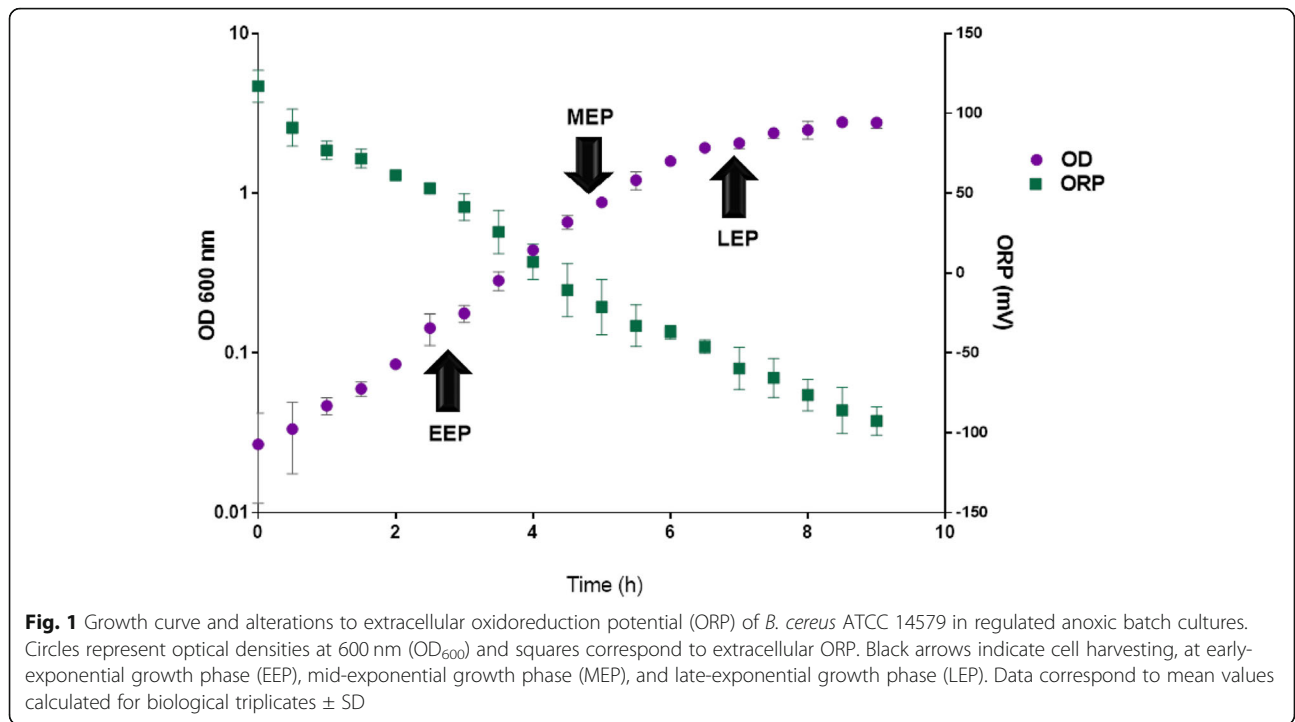 10
1
0.1
0.01
OD 600 nm
0
2
4
6
8
10
Time (h)
150
100
50
0
-50
-100
-150
ORP (mV)
EEP
MEP
LEP
OD
ORP
Fig. 1 Growth curve and alterations to extracellular oxidoreduction potential (ORP) of B. cereus ATCC 14579 in regulated anoxic batch cultures.
Circles represent optical densities at 600 nm (OD₆₀₀) and squares correspond to extracellular ORP. Black arrows indicate cell harvesting, at early-
exponential growth phase (EEP), mid-exponential growth phase (MEP), and late-exponential growth phase (LEP). Data correspond to mean values
calculated for biological triplicates ± SD